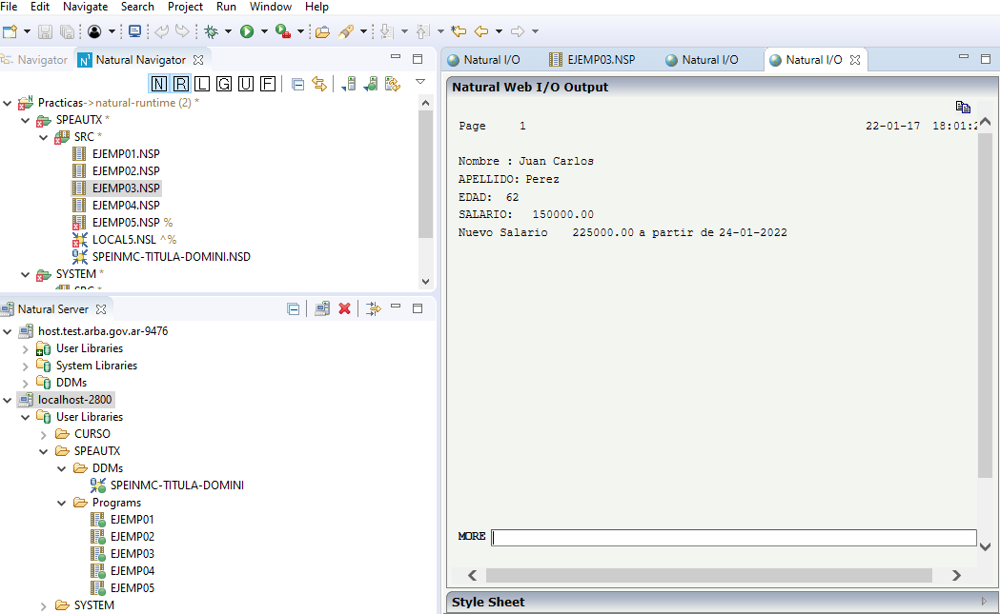 File Edit Navigate Search Project Run Window Help
Navigator Natural Navigator
N R L G U F
Practicas->natural-runtime (2) *
SPEAUTX *
SRC *
EJEMP01.NSP
EJEMP02.NSP
EJEMP03.NSP
EJEMP04.NSP
EJEMP05.NSP %
LOCAL5.NSL ^%
SPEINMC-TITULA-DOMINI.NSD
SYSTEM *
SRC *
Natural Server
host.test.arba.gov.ar-9476
User Libraries
System Libraries
DDMs
localhost-2800
User Libraries
CURSO
SPEAUTX
DDMs
SPEINMC-TITULA-DOMINI
Programs
EJEMP01
EJEMP02
EJEMP03
EJEMP04
EJEMP05
SYSTEM
Natural I/O EJEMP03.NSP Natural I/O Natural I/O
Natural Web I/O Output
Page 1 22-01-17 18:01:2
Nombre : Juan Carlos
APELLIDO: Perez
EDAD: 62
SALARIO: 150000.00
Nuevo Salario 225000.00 a partir de 24-01-2022
MORE
Style Sheet